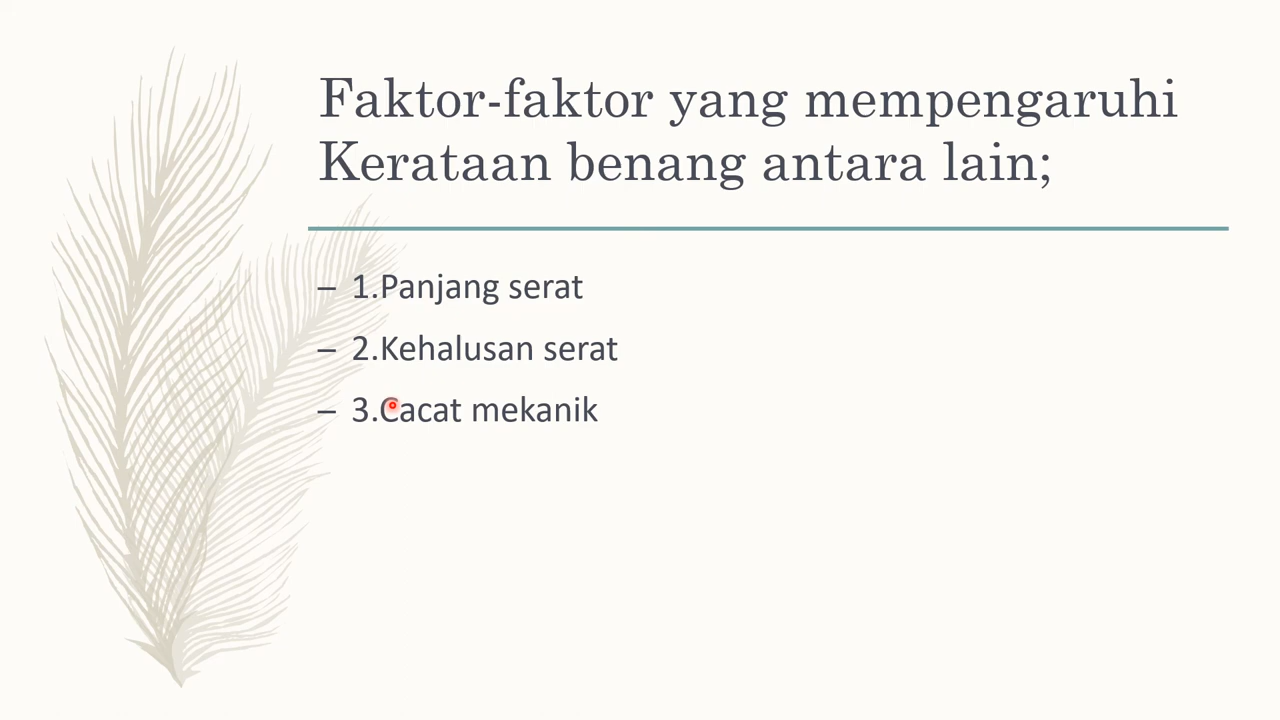 Faktor-faktor yang mempengaruhi
Kerataan benang antara lain;
– 1.Panjang serat
– 2.Kehalusan serat
– 3.Cacat mekanik